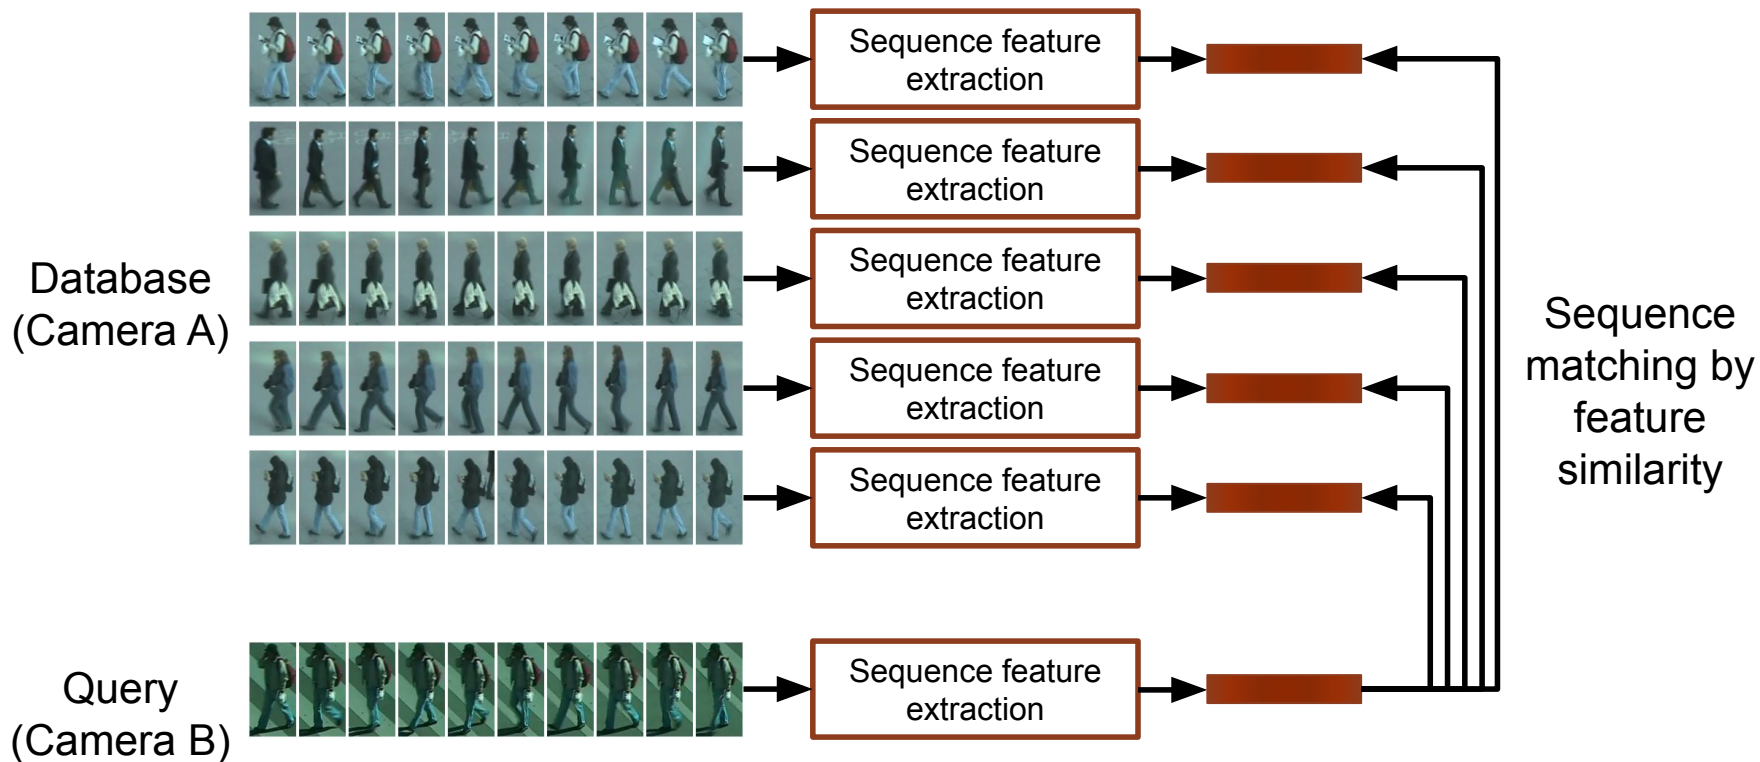 Sequence feature
extraction
Sequence feature
extraction
Database
(Camera A)
Sequence feature
extraction
Sequence
matching by
feature
similarity
Sequence feature
extraction
Sequence feature
extraction
Query
(Camera B)
Sequence feature
extraction